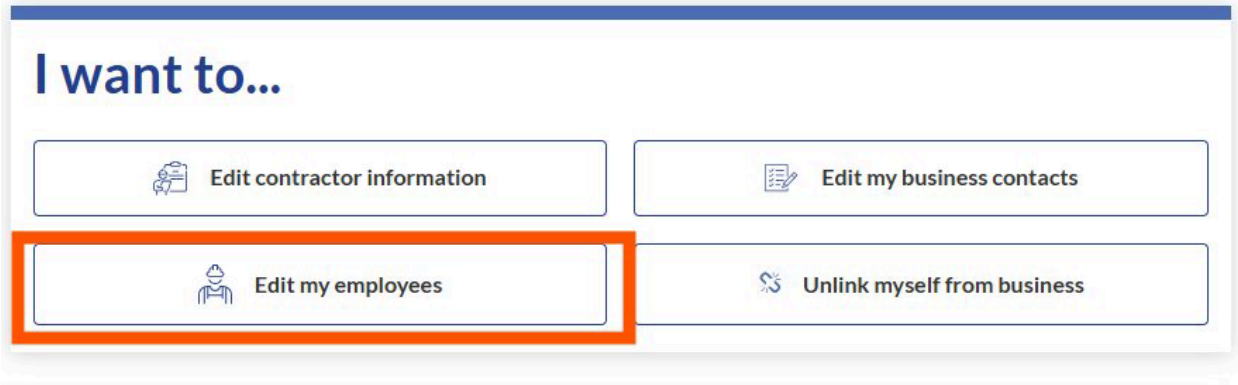 I want to...
Edit contractor information
Edit my business contacts
Edit my employees
Unlink myself from business